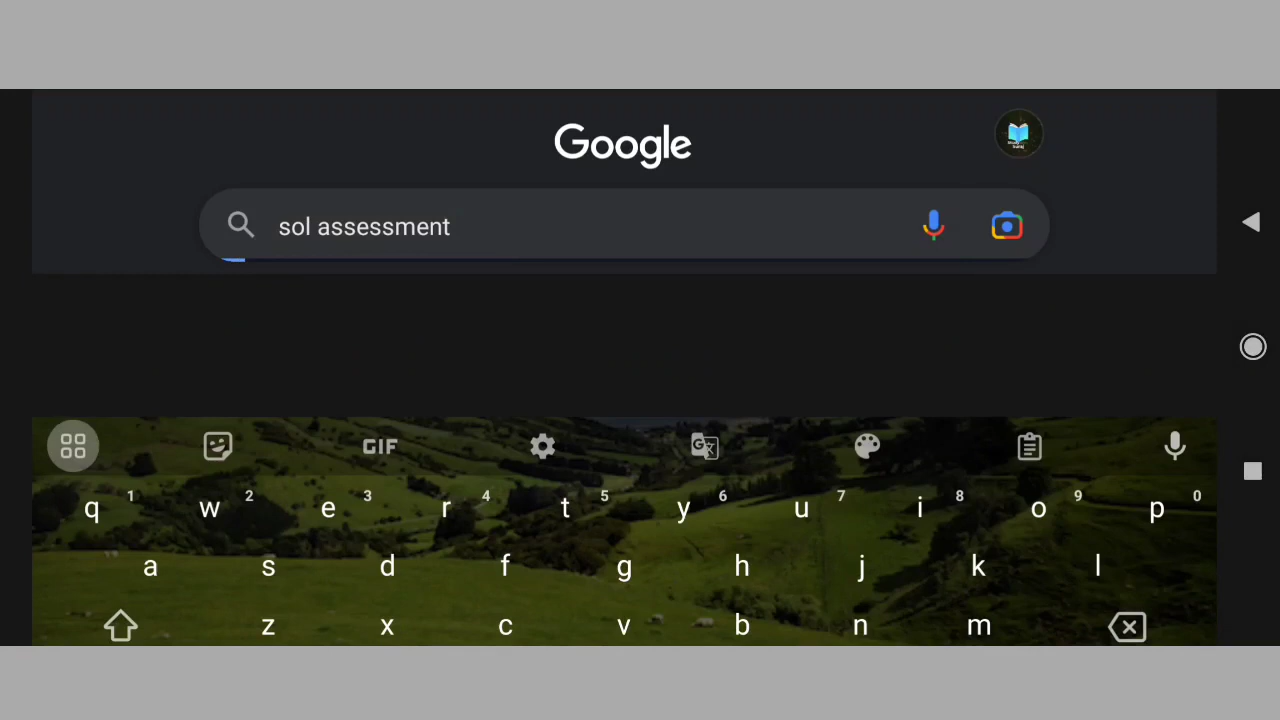 Google
sol assessment
GIF
G
q 1 w 2 e 3 r 4 t 5 y 6 u 7 i 8 o 9 p 0
a s d f g h j k l
z x c v b n m